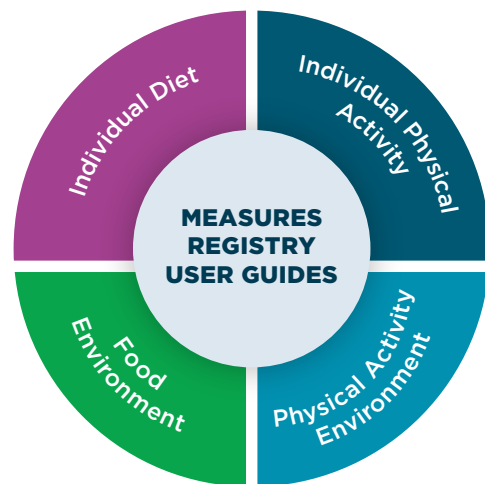 Individual Diet
Individual Physical
Activity
MEASURES
REGISTRY
USER GUIDES
Food
Environment
Physical Activity
Environment